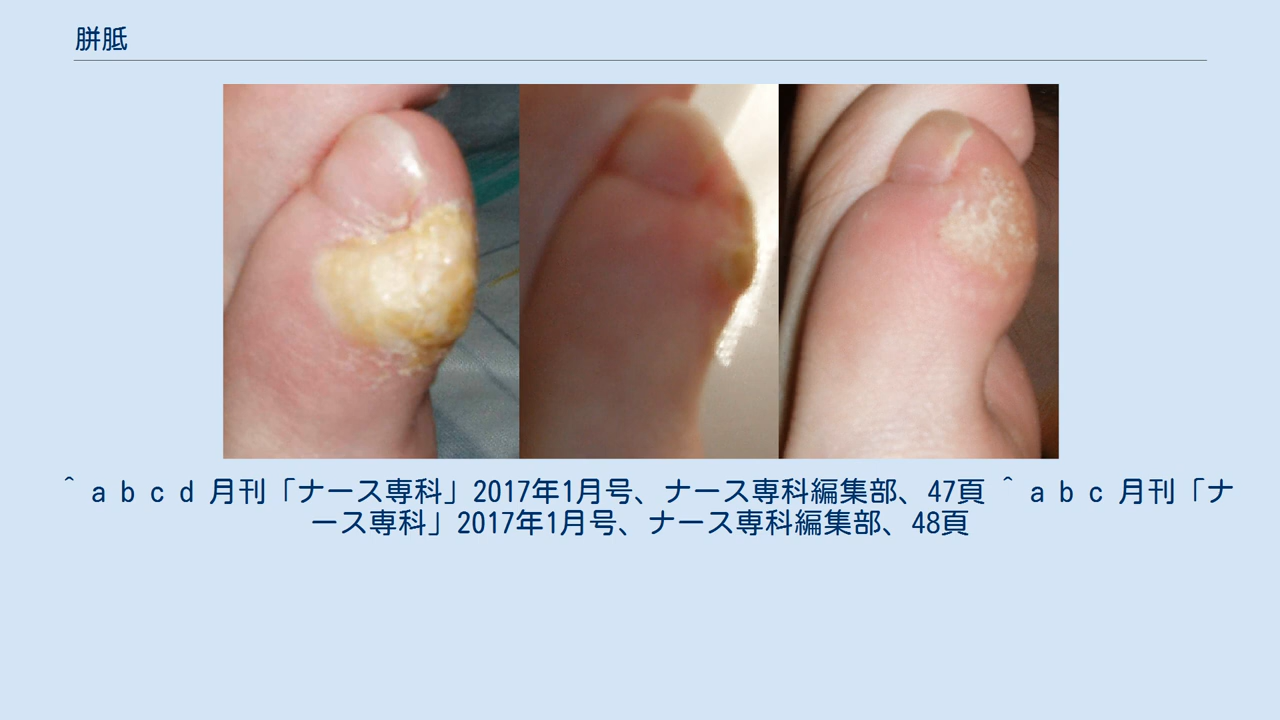 胼胝
^ a b c d 月刊「ナース専科」2017年1月号、ナース専科編集部、47頁 ^ a b c 月刊「ナ
ース専科」2017年1月号、ナース専科編集部、48頁